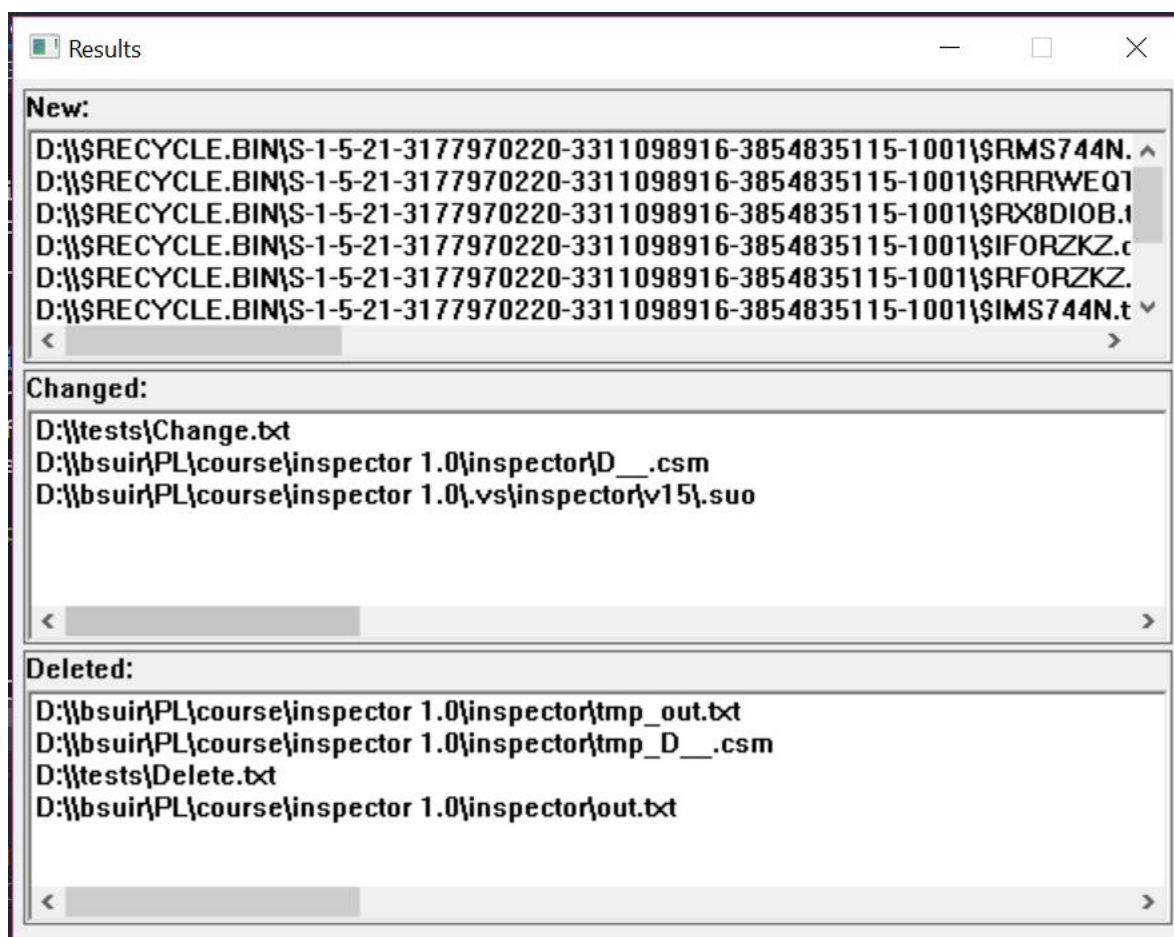 Results
New:
D:\\$RECYCLE.BIN\S-1-5-21-3177970220-3311098916-3854835115-1001\$RMS744N.
D:\\$RECYCLE.BIN\S-1-5-21-3177970220-3311098916-3854835115-1001\$RRRWEQT
D:\\$RECYCLE.BIN\S-1-5-21-3177970220-3311098916-3854835115-1001\$RX8DIOB.t
D:\\$RECYCLE.BIN\S-1-5-21-3177970220-3311098916-3854835115-1001\$IFORZKZ.c
D:\\$RECYCLE.BIN\S-1-5-21-3177970220-3311098916-3854835115-1001\$RFORZKZ.
D:\\$RECYCLE.BIN\S-1-5-21-3177970220-3311098916-3854835115-1001\$IMS744N.t
Changed:
D:\\tests\Change.txt
D:\\bsuir\PL\course\inspector 1.0\inspector\D__.csm
D:\\bsuir\PL\course\inspector 1.0\.vs\inspector\v15\.suo
Deleted:
D:\\bsuir\PL\course\inspector 1.0\inspector\tmp_out.txt
D:\\bsuir\PL\course\inspector 1.0\inspector\tmp_D__.csm
D:\\tests\Delete.txt
D:\\bsuir\PL\course\inspector 1.0\inspector\out.txt